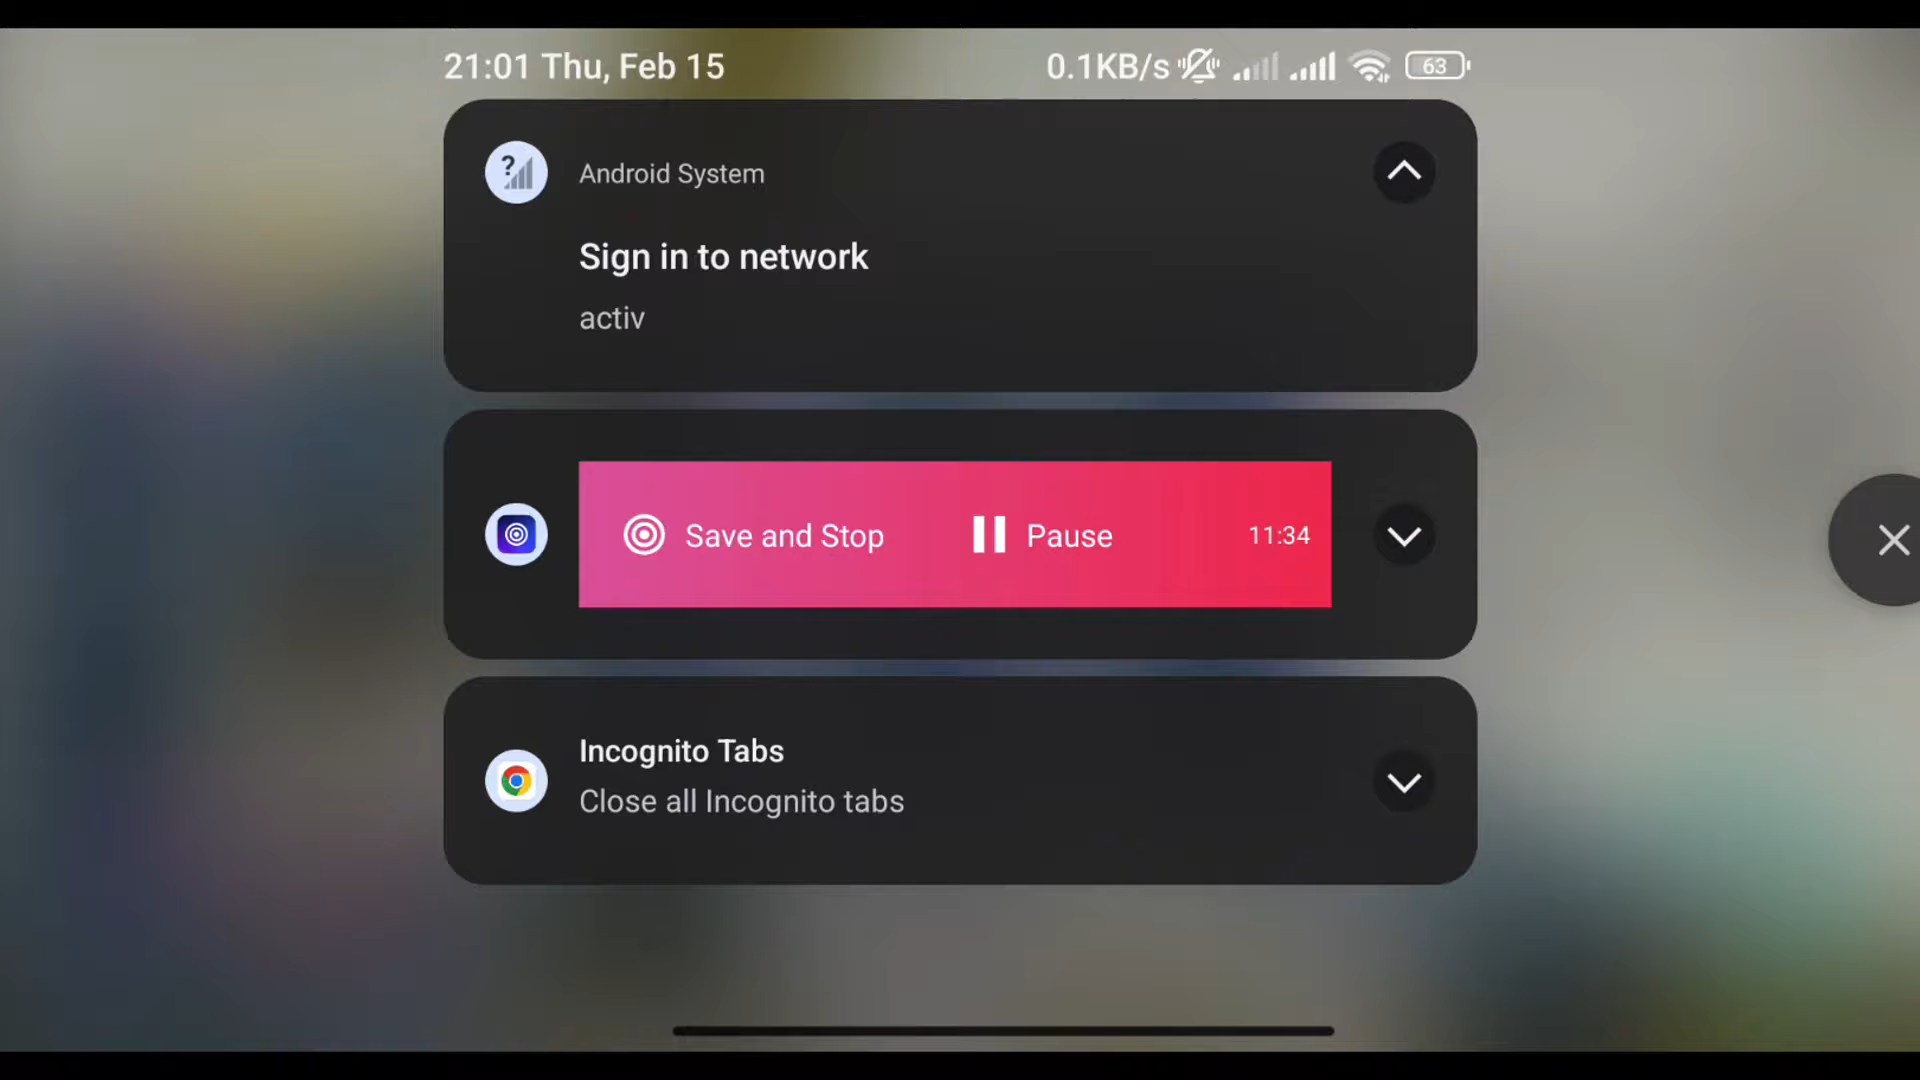 21:01 Thu, Feb 15 0.1KB/s 63
? Android System
Sign in to network
activ
Save and Stop Pause 11:34
Incognito Tabs
Close all Incognito tabs